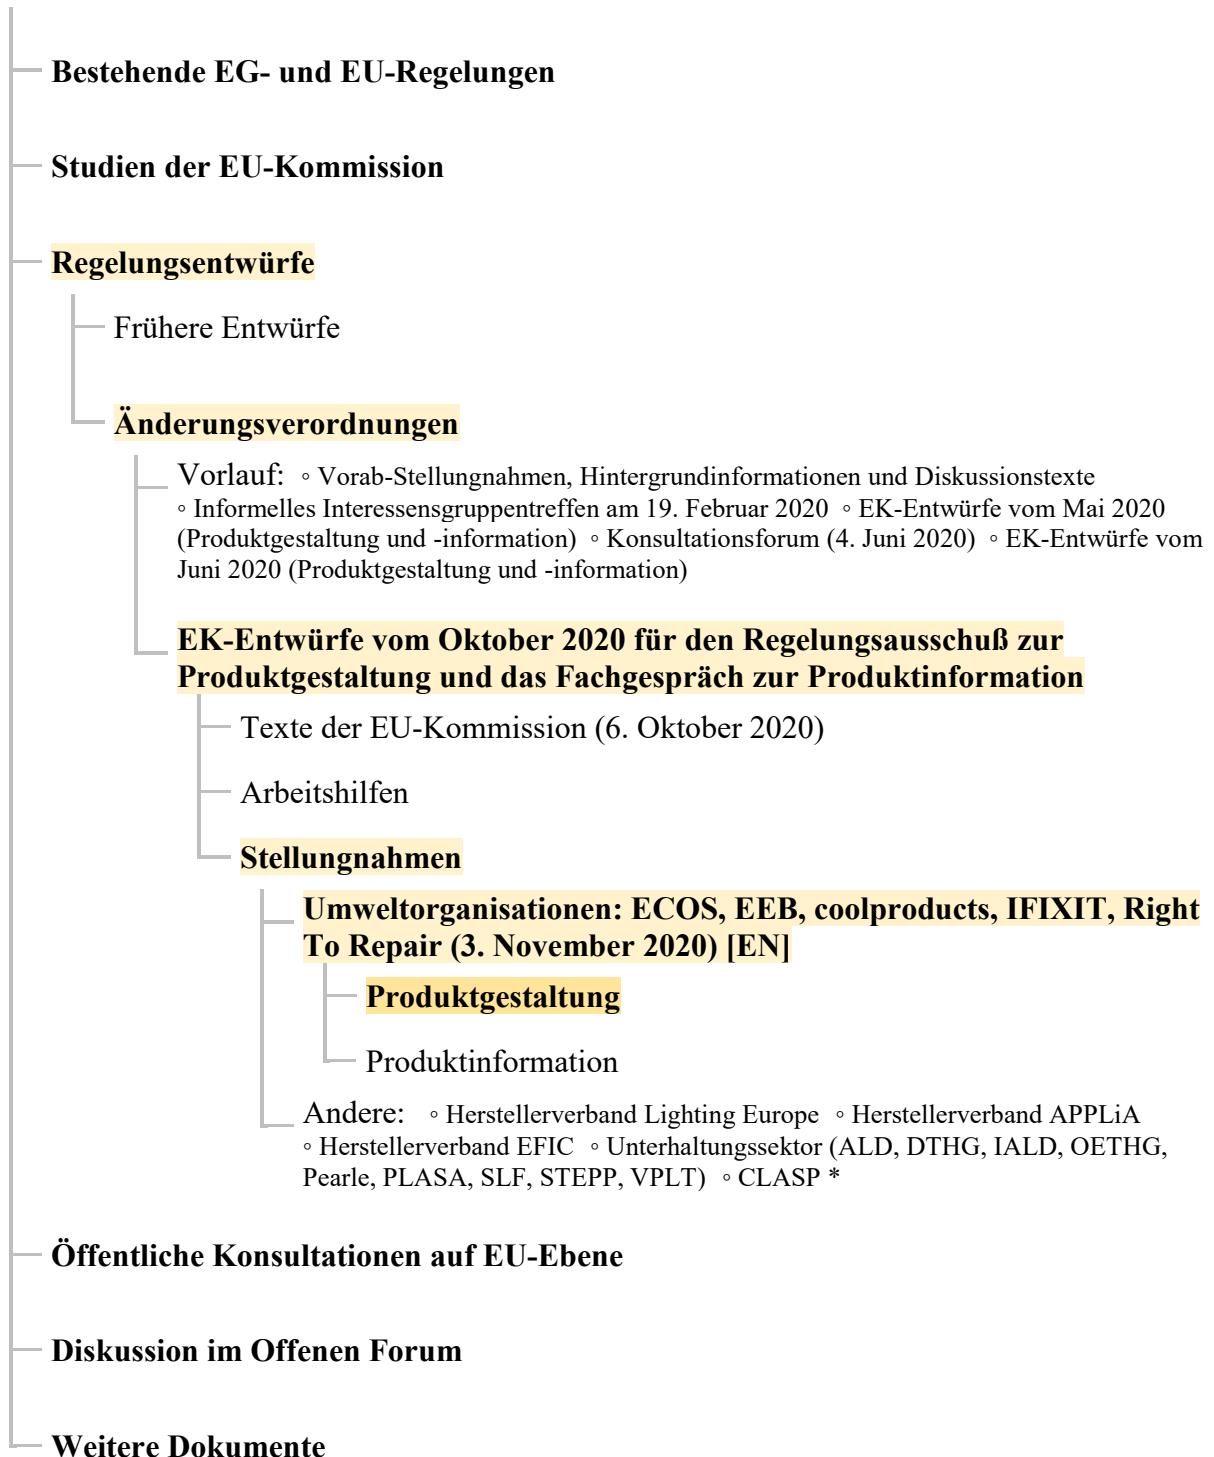 Bestehende EG- und EU-Regelungen
Studien der EU-Kommission
Regelungsentwürfe
Frühere Entwürfe
Änderungsverordnungen
Vorlauf: ◦ Vorab-Stellungnahmen, Hintergrundinformationen und Diskussionstexte
◦ Informelles Interessensgruppentreffen am 19. Februar 2020 ◦ EK-Entwürfe vom Mai 2020
(Produktgestaltung und -information) ◦ Konsultationsforum (4. Juni 2020) ◦ EK-Entwürfe vom
Juni 2020 (Produktgestaltung und -information)
EK-Entwürfe vom Oktober 2020 für den Regelungsausschuß zur
Produktgestaltung und das Fachgespräch zur Produktinformation
Texte der EU-Kommission (6. Oktober 2020)
Arbeitshilfen
Stellungnahmen
Umweltorganisationen: ECOS, EEB, coolproducts, IFIXIT, Right
To Repair (3. November 2020) [EN]
Produktgestaltung
Produktinformation
Andere: ◦ Herstellerverband Lighting Europe ◦ Herstellerverband APPLiA
◦ Herstellerverband EFIC ◦ Unterhaltungssektor (ALD, DTHG, IALD, OETHG,
Pearle, PLASA, SLF, STEPP, VPLT) ◦ CLASP *
Öffentliche Konsultationen auf EU-Ebene
Diskussion im Offenen Forum
Weitere Dokumente